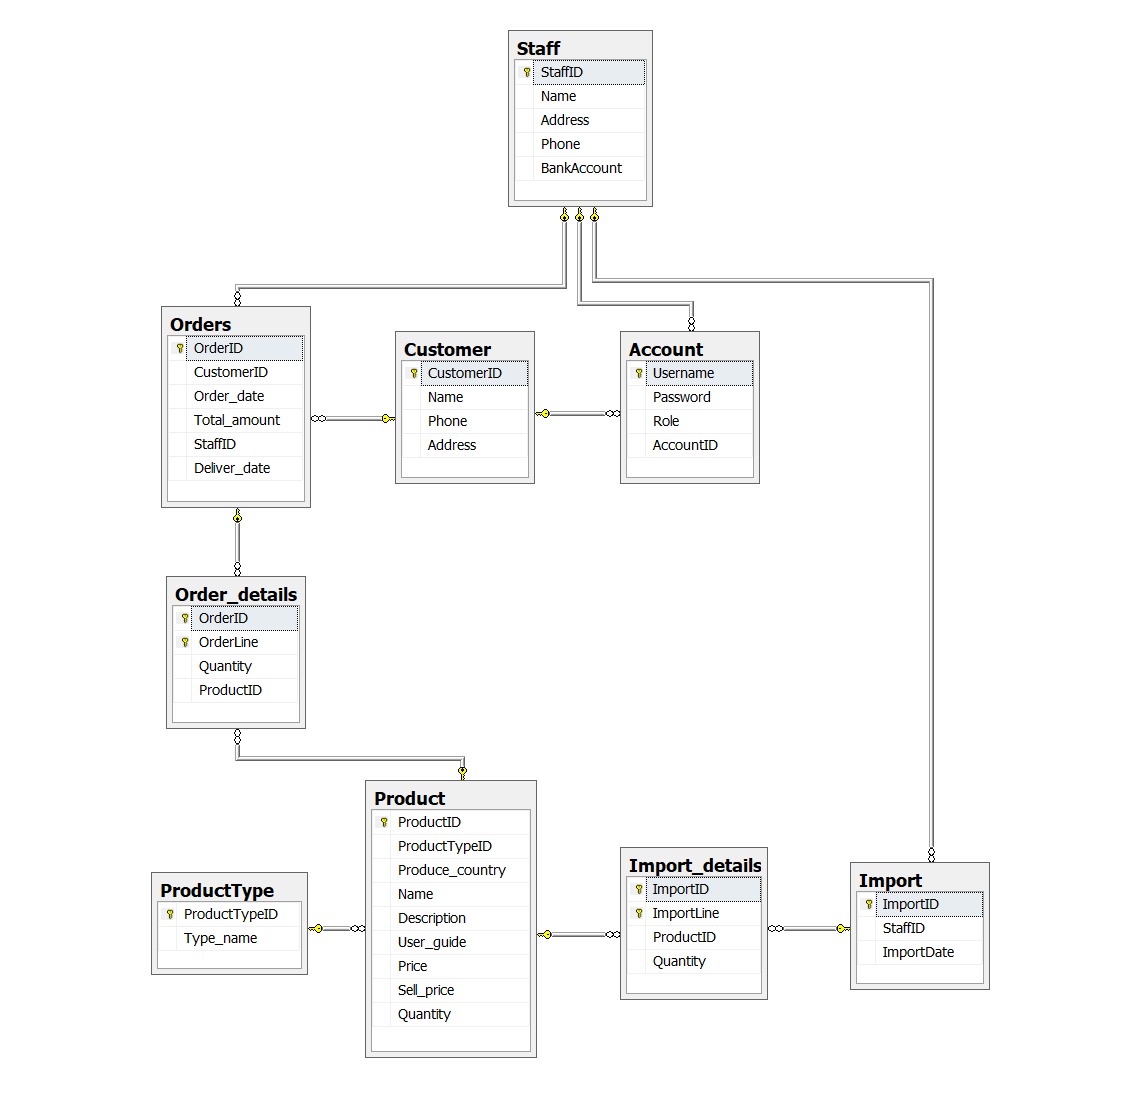 Staff
StaffID
Name
Address
Phone
BankAccount
Orders
OrderID
CustomerID
Order_date
Total_amount
StaffID
Deliver_date
Customer
CustomerID
Name
Phone
Address
Account
Username
Password
Role
AccountID
Order_details
OrderID
OrderLine
Quantity
ProductID
Product
ProductID
ProductTypeID
Produce_country
Name
Description
User_guide
Price
Sell_price
Quantity
ProductType
ProductTypeID
Type_name
Import_details
ImportID
ImportLine
ProductID
Quantity
Import
ImportID
StaffID
ImportDate